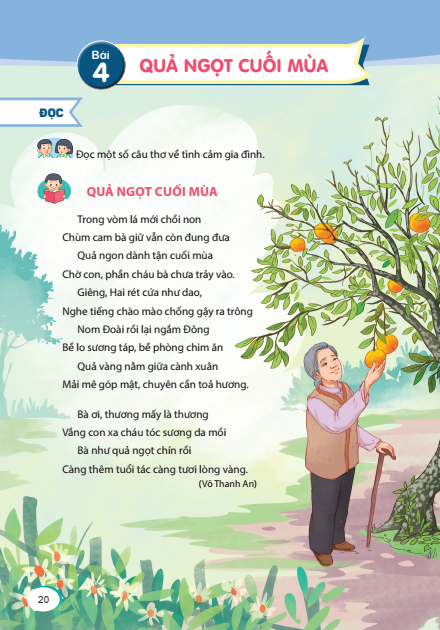 Bài
4
QUẢ NGỌT CUỐI MÙA
ĐỌC
Đọc một số câu thơ về tình cảm gia đình.
QUẢ NGỌT CUỐI MÙA
Trong vòm lá mới chồi non
Chùm cam bà giữ vẫn còn đung đưa
Quả ngon dành tận cuối mùa
Chờ con, phần cháu bà chưa trảy vào.
Giêng, Hai rét cứa như dao,
Nghe tiếng chào mào chống gậy ra trông
Nom Đoài rồi lại ngắm Đông
Bề lo sương táp, bề phòng chim ăn
Quả vàng nằm giữa cành xuân
Mải mê góp mật, chuyên cần toả hương.
Bà ơi, thương mấy là thương
Vắng con xa cháu tóc sương da mồi
Bà như quả ngọt chín rồi
Càng thêm tuổi tác càng tươi lòng vàng.
(Võ Thanh An)
20